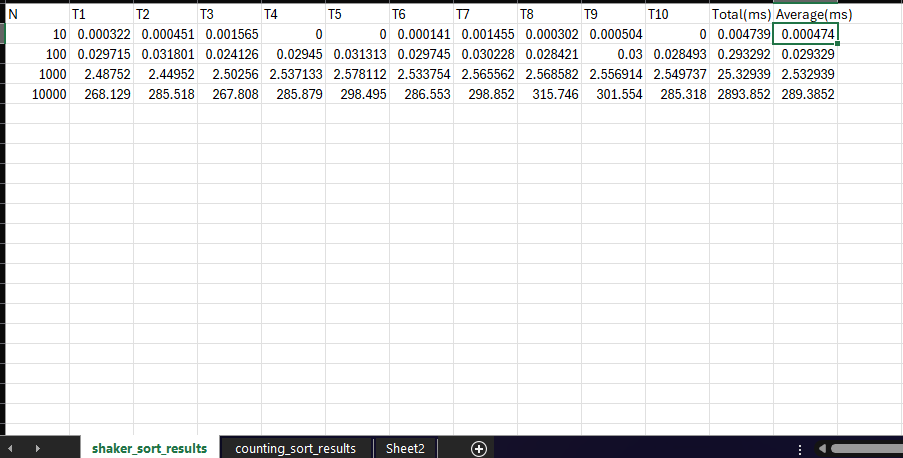 N T1 T2 T3 T4 T5 T6 T7 T8 T9 T10 Total(ms) Average(ms)
10 0.000322 0.000451 0.001565 0 0 0.000141 0.001455 0.000302 0.000504 0 0.004739 0.000474
100 0.029715 0.031801 0.024126 0.02945 0.031313 0.029745 0.030228 0.028421 0.03 0.028493 0.293292 0.029329
1000 2.48752 2.44952 2.50256 2.537133 2.578112 2.533754 2.565562 2.568582 2.556914 2.549737 25.32939 2.532939
10000 268.129 285.518 267.808 285.879 298.495 286.553 298.852 315.746 301.554 285.318 2893.852 289.3852
shaker_sort_results counting_sort_results Sheet2